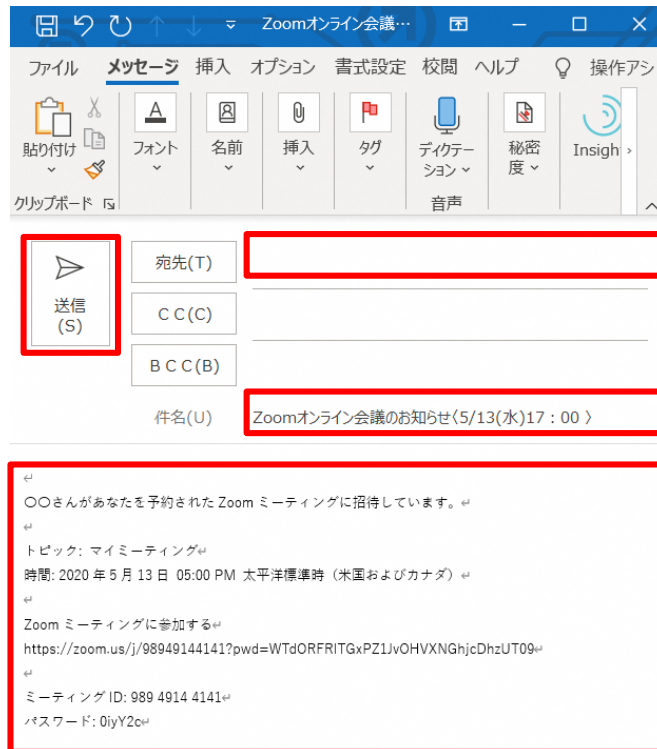 Zoomオンライン会議…
ファイル メッセージ 挿入 オプション 書式設定 校閲 ヘルプ 操作アシ
貼り付け フォント 名前 挿入 タグ ディクテーション 秘密度 Insigh
クリップボード 音声
送信
(S)
宛先(T)
CC(C)
BCC(B)
件名(U) Zoomオンライン会議のお知らせ〈5/13(水)17：00 〉
↵
〇〇さんがあなたを予約された Zoom ミーティングに招待しています。↵
↵
トピック: マイミーティング↵
時間: 2020 年 5 月 13 日 05:00 PM 太平洋標準時（米国およびカナダ）↵
↵
Zoom ミーティングに参加する↵
https://zoom.us/j/98949144141?pwd=WTdORFRITGxPZ1JvOHVXNGhjcDhzUT09↵
↵
ミーティング ID: 989 4914 4141↵
パスワード: 0iyY2c↵